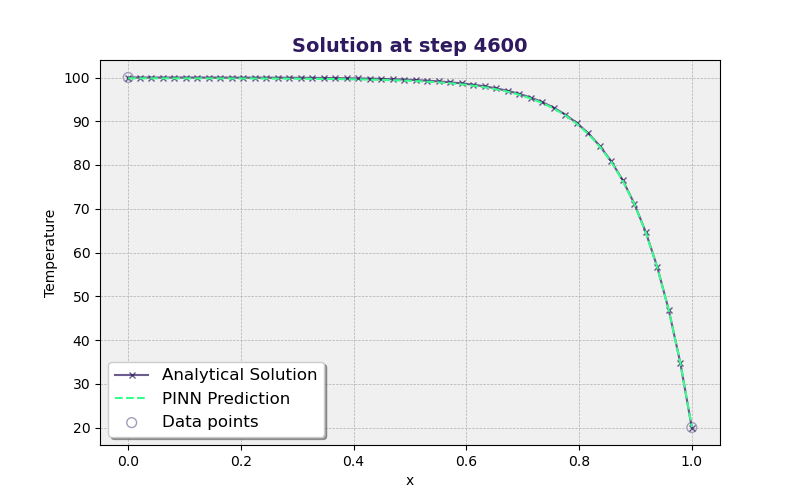 Solution at step 4600
Temperature
100
90
80
70
60
50
40
30
20
Analytical Solution
PINN Prediction
Data points
0.0 0.2 0.4 0.6 0.8 1.0
x